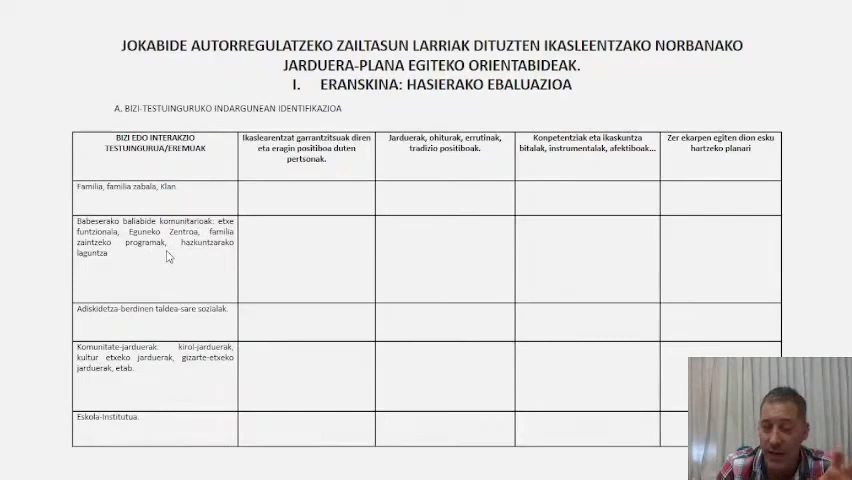 JOKABIDE AUTORREGULATZEKO ZAILTASUN LARRIAK DITUZTEN IKASLEENTZAKO NORBANAKO
JARDUERA-PLANA EGITEKO ORIENTABIDEAK.
I. ERANSKINA: HASIERAKO EBALUAZIOA
A. BIZI-TESTUINGURUKO INDARGUNEAN IDENTIFIKAZIOA
BIZI EDO INTERAKZIO
TESTUINGURUA/EREMUAK
Ikaslearentzat garrantzitsuak diren
eta eragin positiboa duten
pertsonak.
Jarduerak, ohiturak, errutinak,
tradizio positiboak.
Konpetentziak eta ikaskuntza
bitalak, instrumentalak, afektiboak...
Zer ekarpen egiten dion esku
hartzeko planari
Familia, familia zabala, Klan
Babeserako baliabide komunitarioak: etxe
funtzionala, Eguneko Zentroa, familia
zaintzeko programak, hazkuntzarako
laguntza
Adiskidetza-berdinen taldea-sare sozialak.
Komunitate-jarduerak: kirol-jarduerak,
kultur etxeko jarduerak, gizarte-etxeko
jarduerak, etab.
Eskola-Institutua.